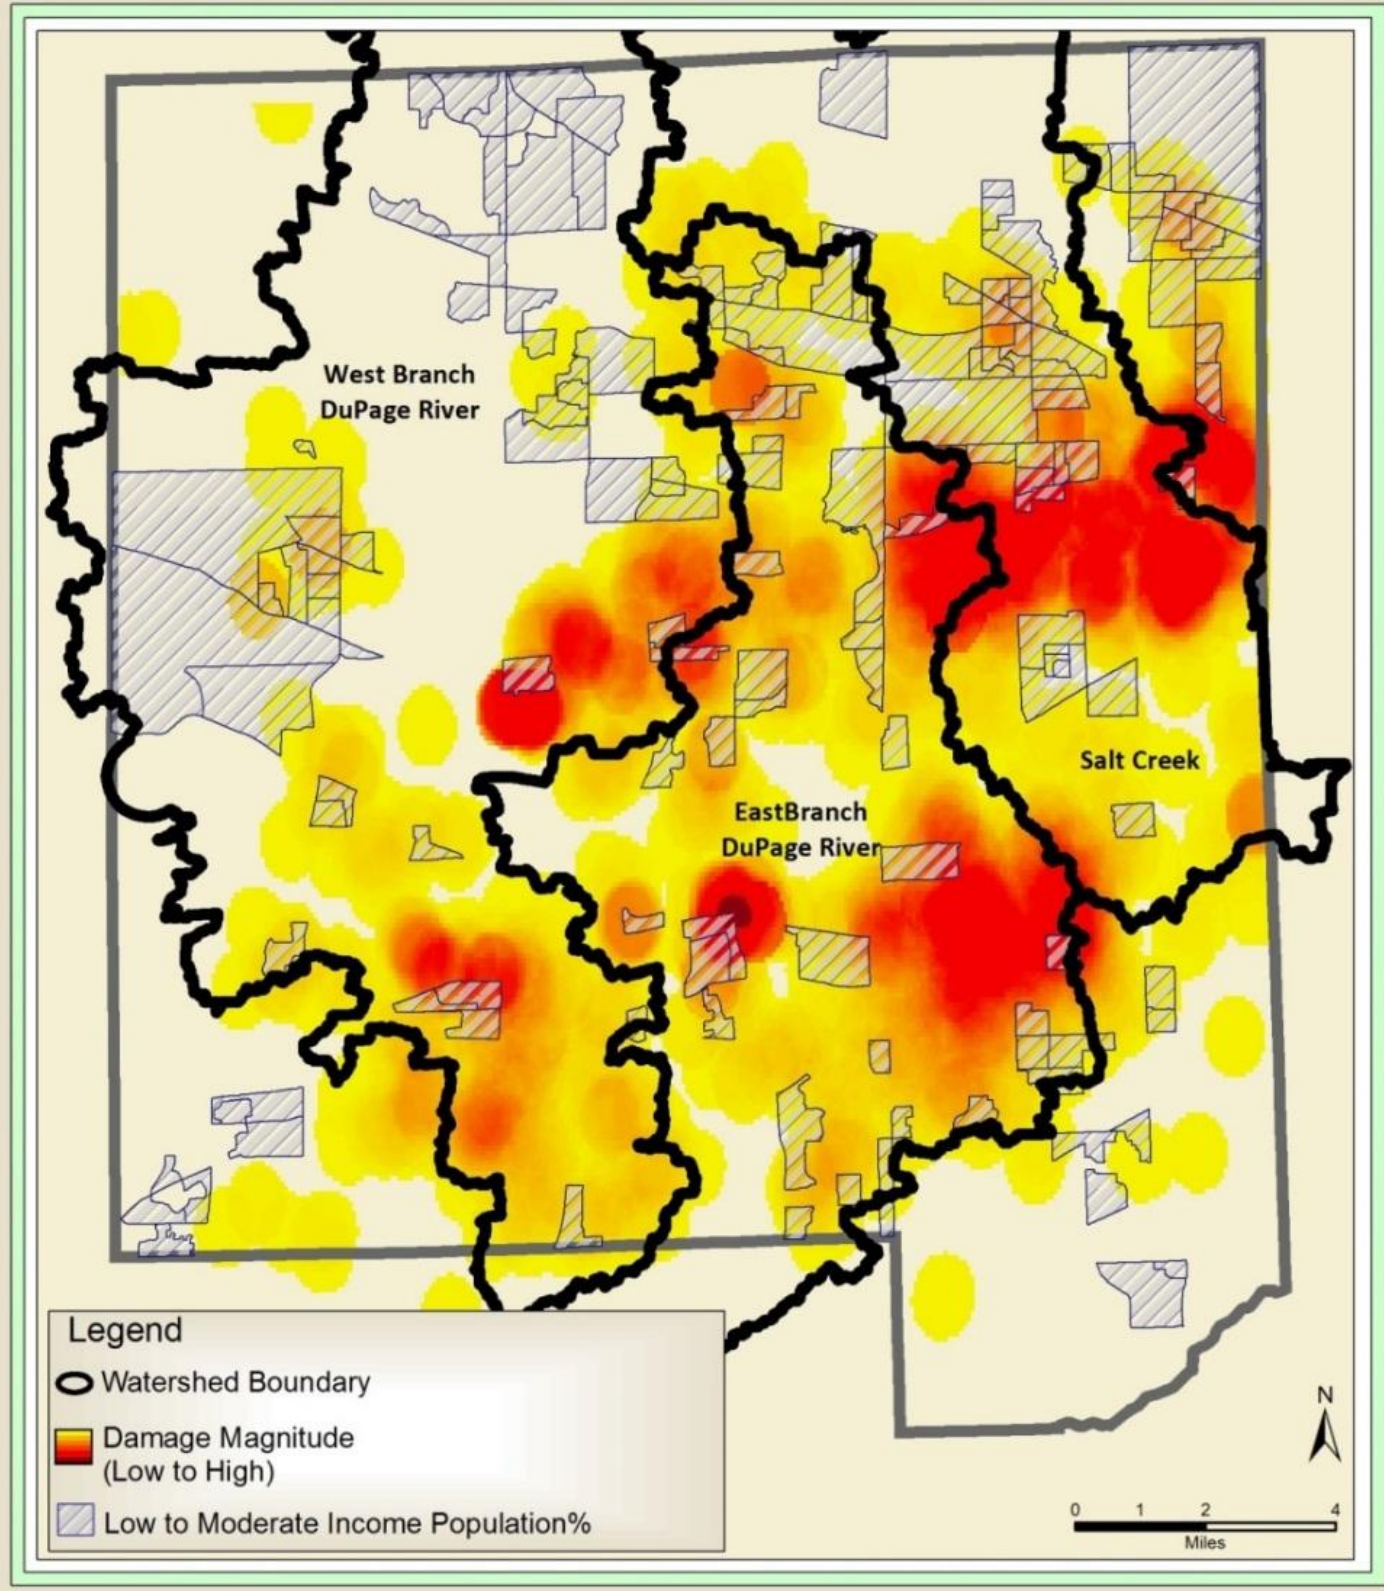 West Branch
DuPage River
Salt Creek
EastBranch
DuPage River
Legend
Watershed Boundary
Damage Magnitude
(Low to High)
Low to Moderate Income Population%
N
0 1 2 4
Miles